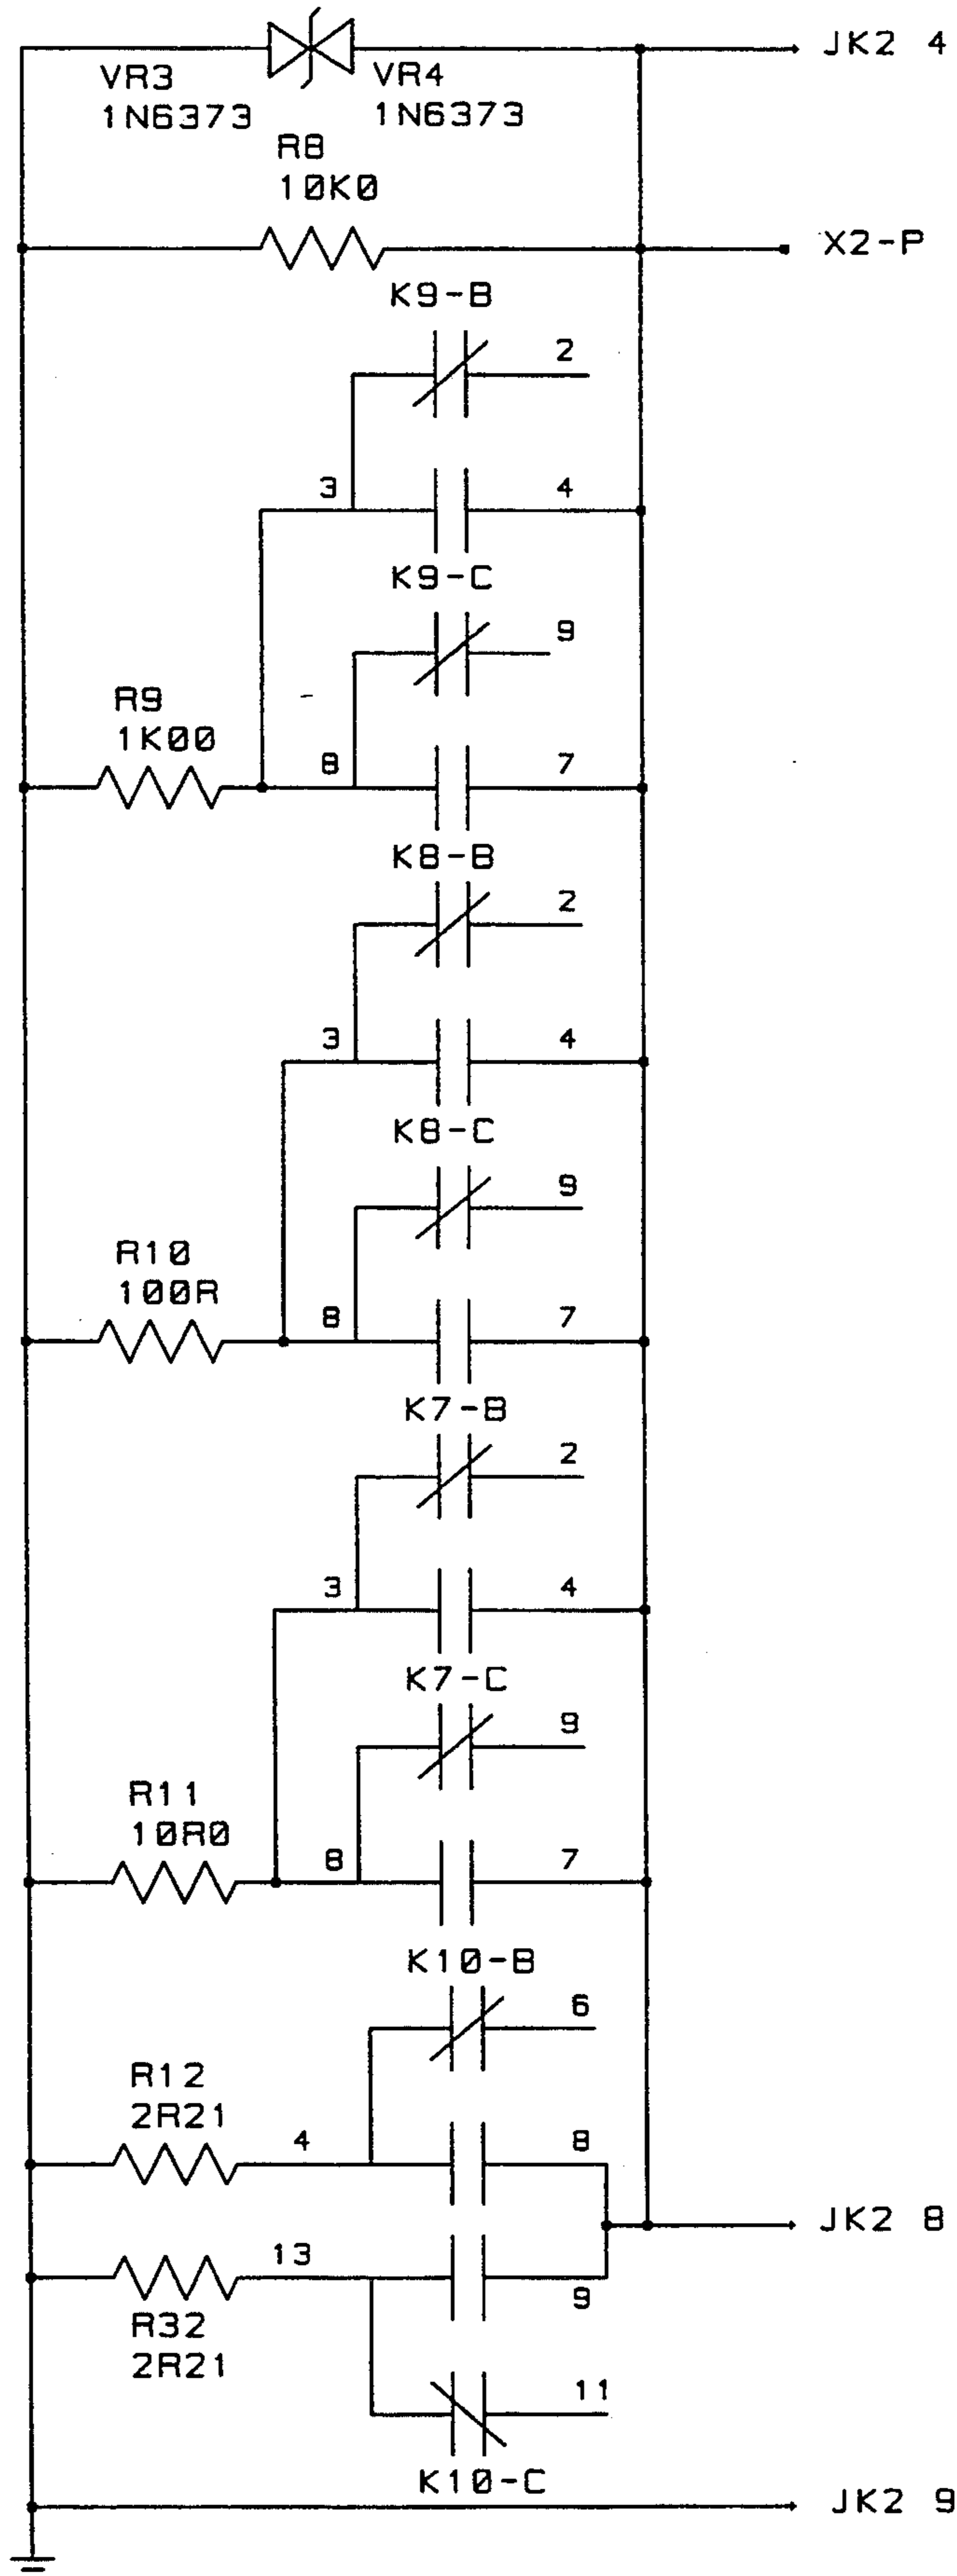 JK2 4
VR3
1N6373
VR4
1N6373
R8
10K0
X2-P
K9-B
2
3
4
K9-C
9
R9
1K00
8
7
K8-B
2
3
4
K8-C
9
R10
100R
8
7
K7-B
2
3
4
K7-C
9
R11
10R0
8
7
K10-B
6
R12
2R21
4
8
JK2 8
13
9
R32
2R21
11
K10-C
JK2 9